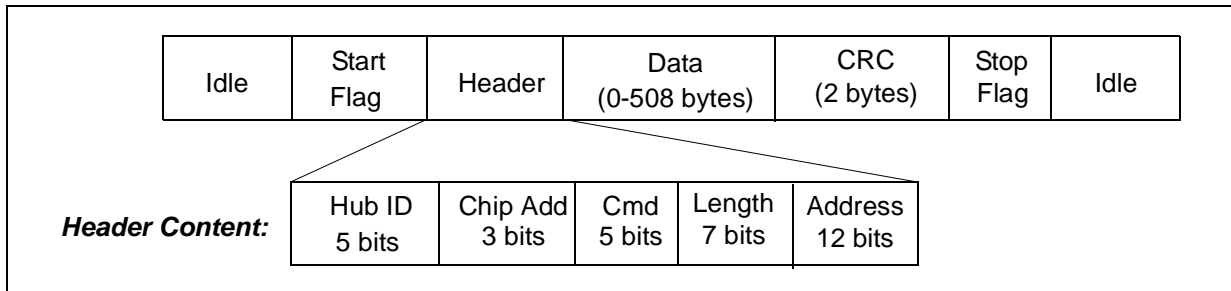 Idle
Start
Flag
Header
Data
(0-508 bytes)
CRC
(2 bytes)
Stop
Flag
Idle
Header Content:
Hub ID
5 bits
Chip Add
3 bits
Cmd
5 bits
Length
7 bits
Address
12 bits